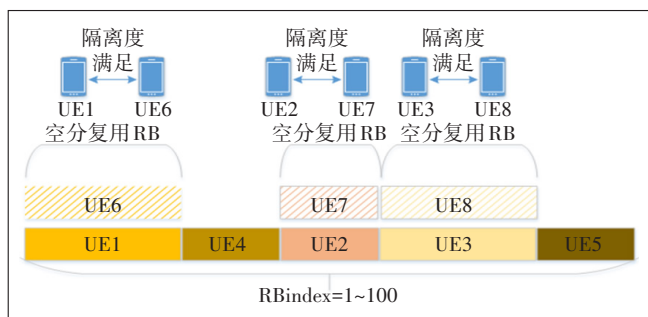 隔离度 隔离度 隔离度
满足 满足 满足
UE1 UE6 UE2 UE7 UE3 UE8
空分复用RB 空分复用RB 空分复用RB
UE6 UE7 UE8
UE1 UE4 UE2 UE3 UE5
RBindex=1~100